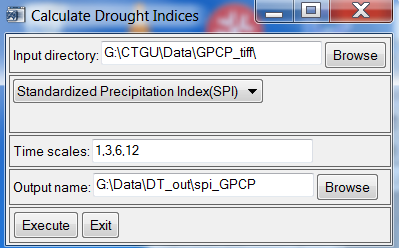 Calculate Drought Indices
Input directory: G:\CTGU\Data\GPCP_tiff\ Browse
Standardized Precipitation Index(SPI)
Time scales: 1,3,6,12
Output name: G:\Data\DT_out\spi_GPCP Browse
Execute Exit